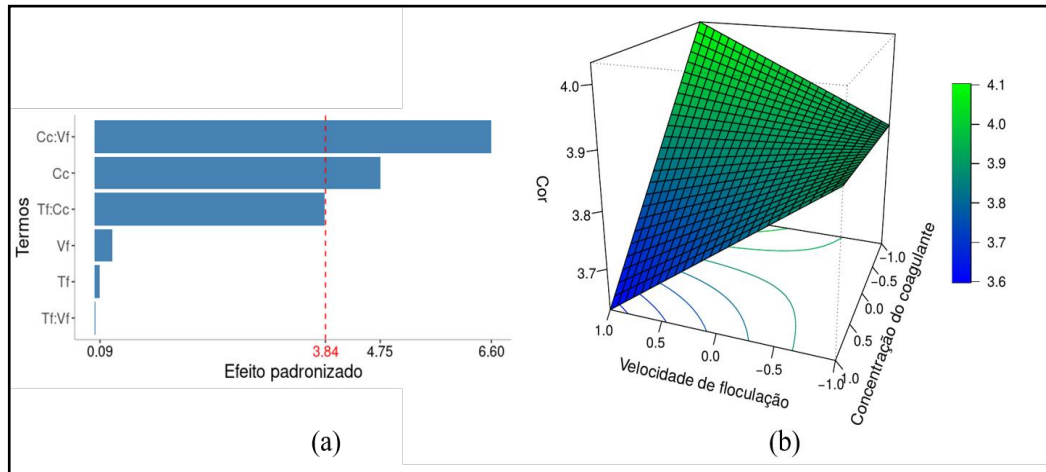 Termos
Cc:Vf
Cc
Tf:Cc
Vf
Tf
Tf:Vf
0.09
3.84
4.75
6.60
Efeito padronizado
(a)
Cor
4.0
3.9
3.8
3.7
1.0
0.5
0.0
-0.5
-1.0
Velocidade de floculação
-1.0
-0.5
0.0
0.5
1.0
Concentração do coagulante
4.1
4.0
3.9
3.8
3.7
3.6
(b)